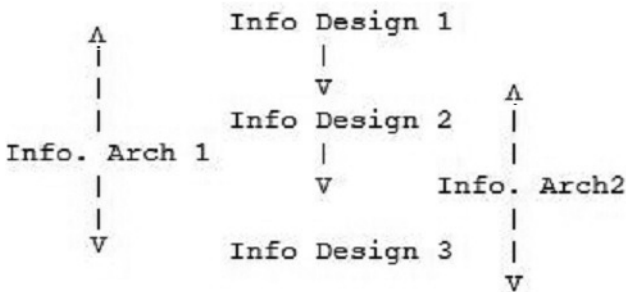 Info Design 1
Info Design 2
Info. Arch 1
Info. Arch2
Info Design 3